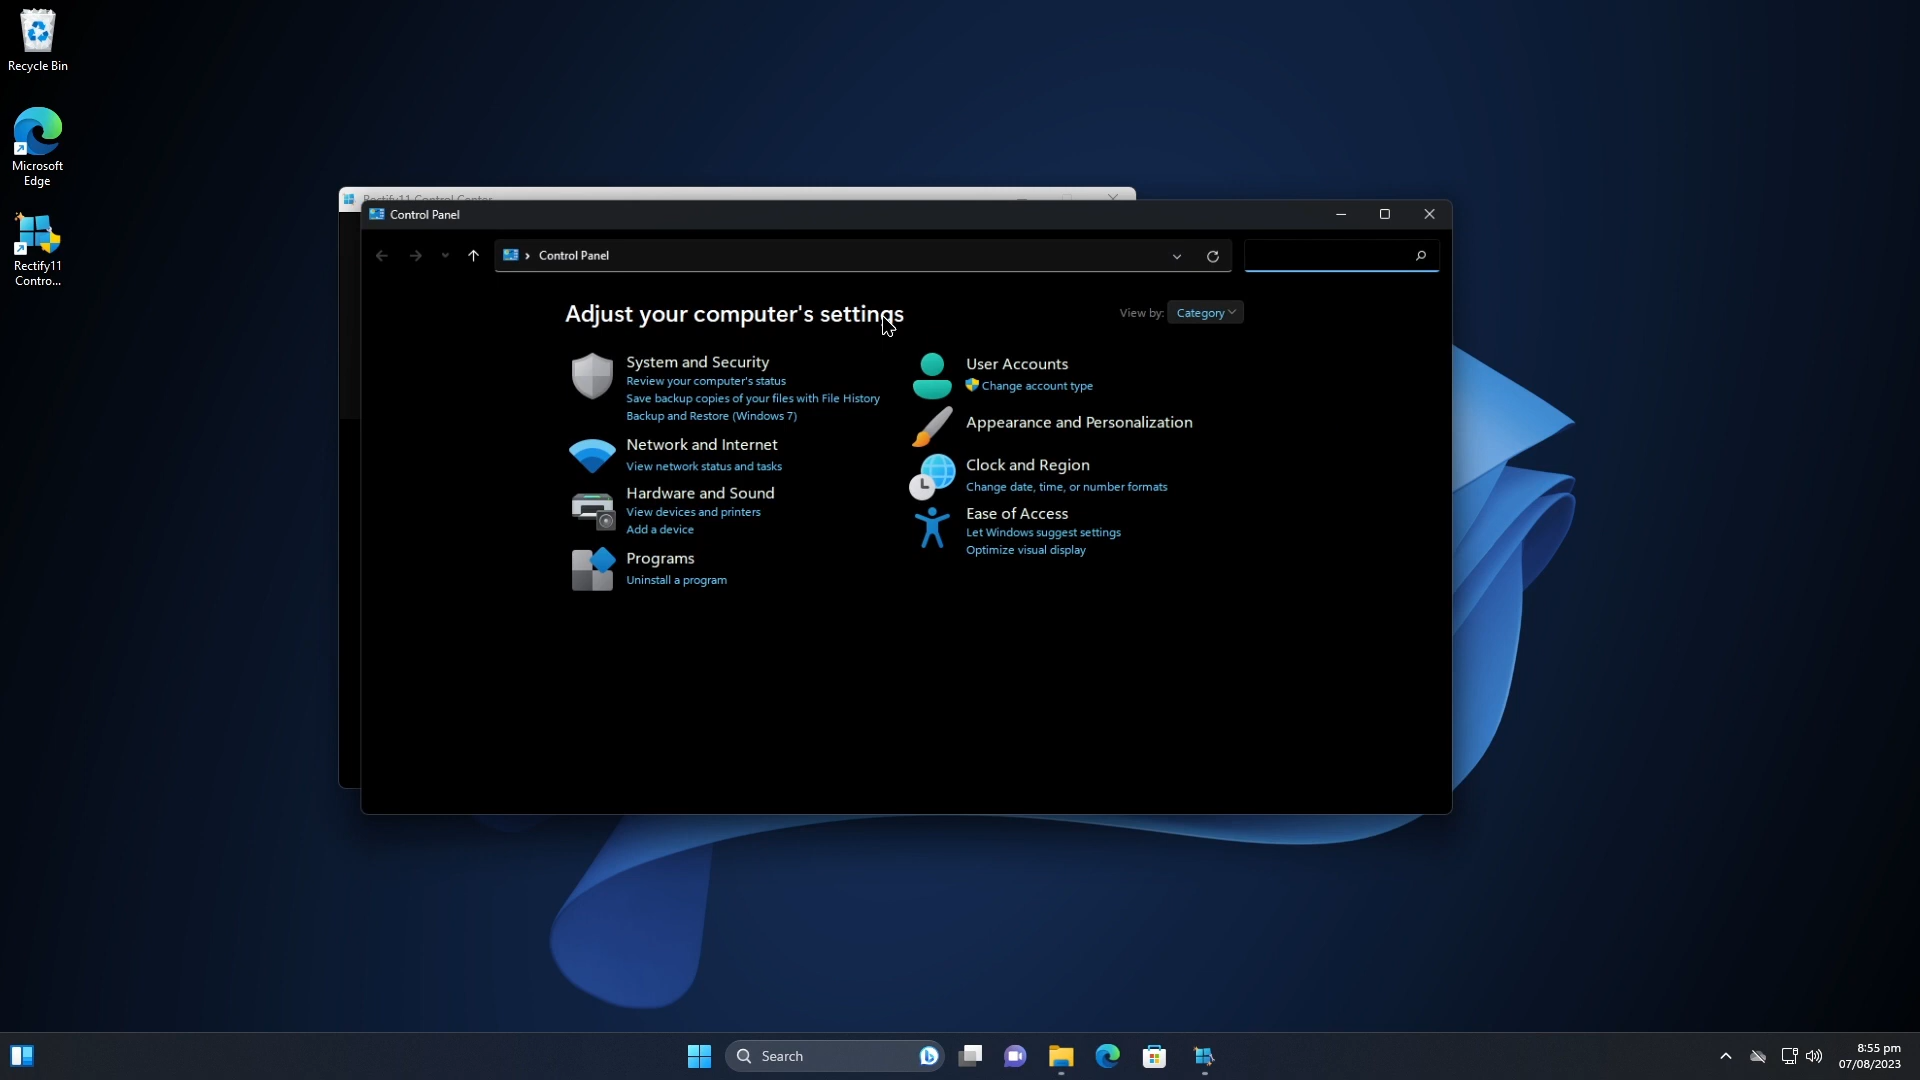 Recycle Bin
Microsoft
Edge
Rectify11
Contro...
Rectify11 Control Center
Control Panel
Control Panel
Adjust your computer's settings
View by: Category
System and Security
Review your computer's status
Save backup copies of your files with File History
Backup and Restore (Windows 7)
Network and Internet
View network status and tasks
Hardware and Sound
View devices and printers
Add a device
Programs
Uninstall a program
User Accounts
Change account type
Appearance and Personalization
Clock and Region
Change date, time, or number formats
Ease of Access
Let Windows suggest settings
Optimize visual display
Search
8:55 pm
07/08/2023